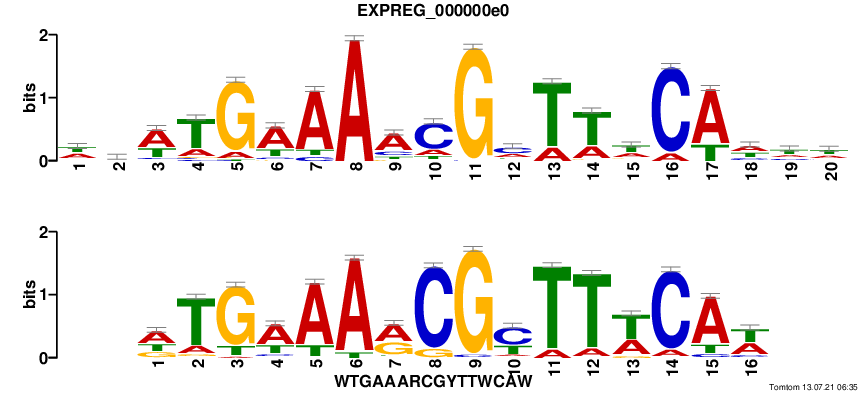 EXPREG_000000e0
bits
2
1
0
ATGAAAACGCTTTCAATT
1 2 3 4 5 6 7 8 9 10 11 12 13 14 15 16 17 18 19 20
bits
2
1
0
ATGAAAACGCTTTCAT
1 2 3 4 5 6 7 8 9 10 11 12 13 14 15 16
WTGAAARCGYTTWCAW
Tomtom 13.07.21 06:35